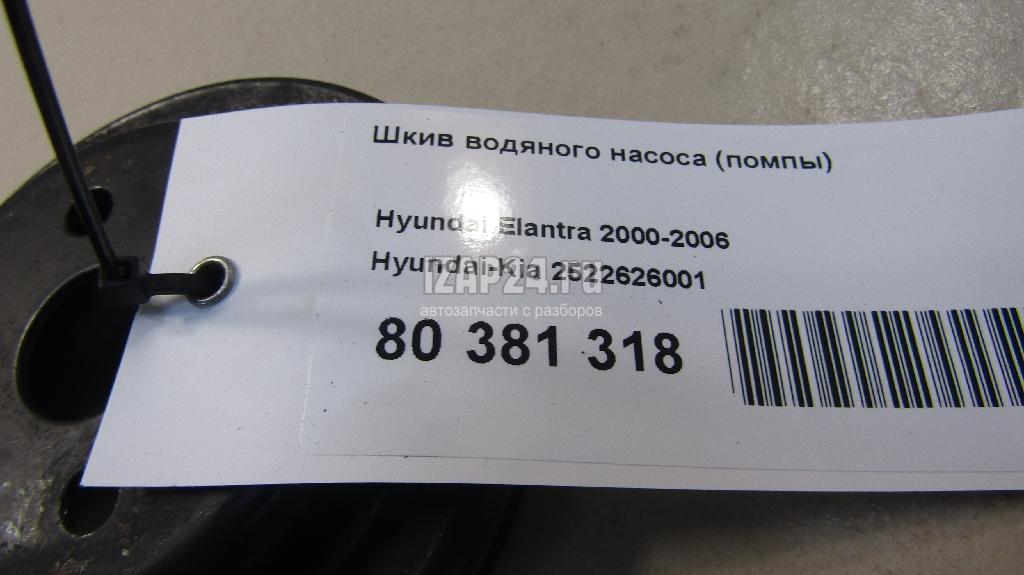 Шкив водяного насоса (помпы)
Hyundai Elantra 2000-2006
Hyundai-Kia 2522626001
IZAP24.ru
автозапчасти с разборов
80 381 318